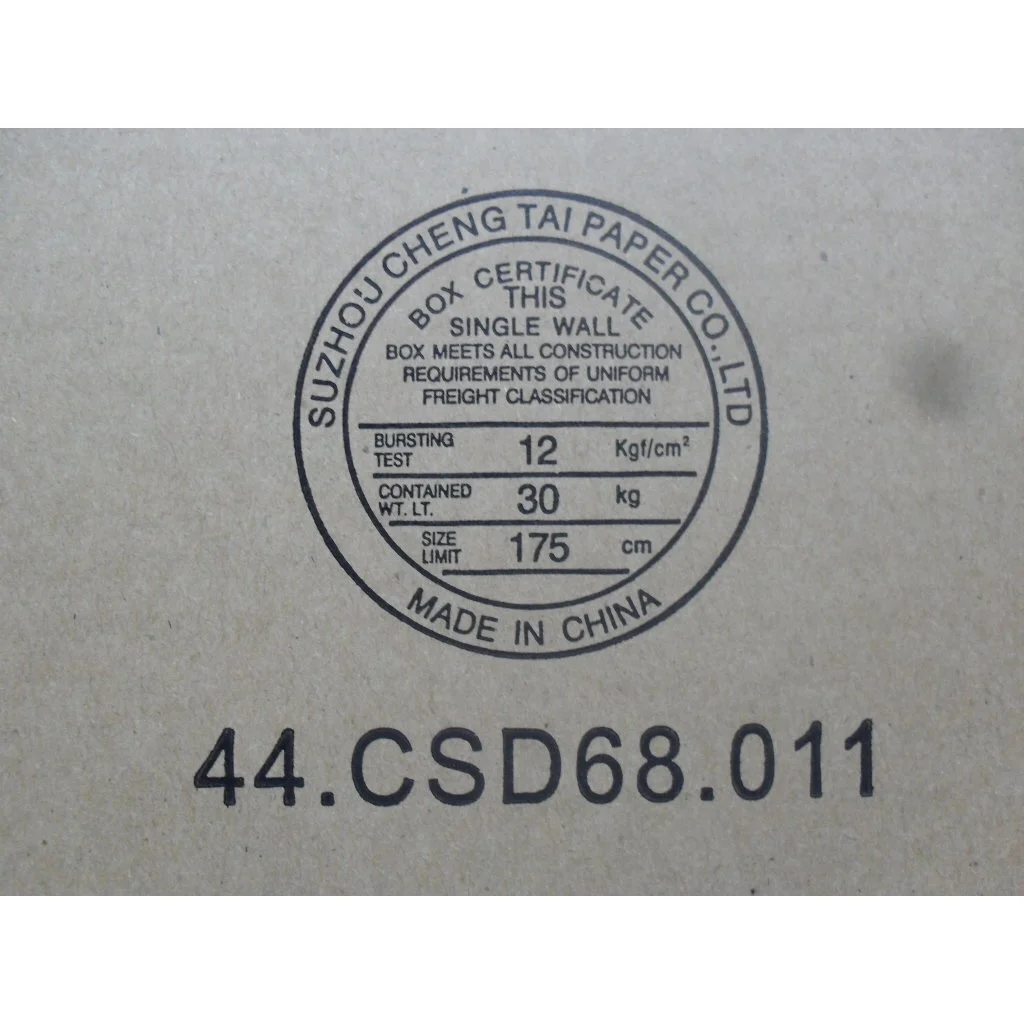 SUZHOU CHENG TAI PAPER CO.,LTD
BOX CERTIFICATE
THIS
SINGLE WALL
BOX MEETS ALL CONSTRUCTION
REQUIREMENTS OF UNIFORM
FREIGHT CLASSIFICATION
BURSTING TEST 12 Kgf/cm²
CONTAINED WT. LT. 30 kg
SIZE LIMIT 175 cm
MADE IN CHINA
44.CSD68.011